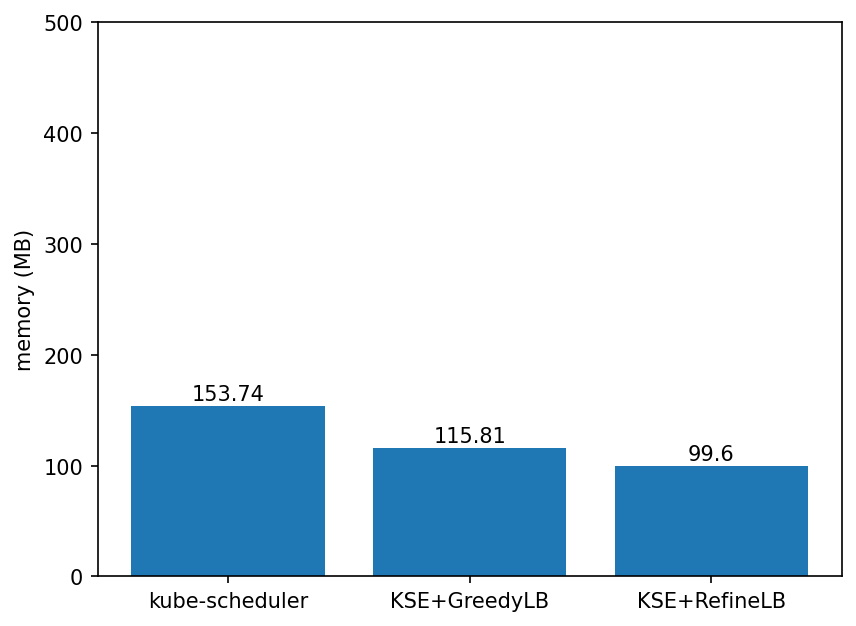 500
400
300
200
100
0
memory (MB)
153.74
115.81
99.6
kube-scheduler
KSE+GreedyLB
KSE+RefineLB